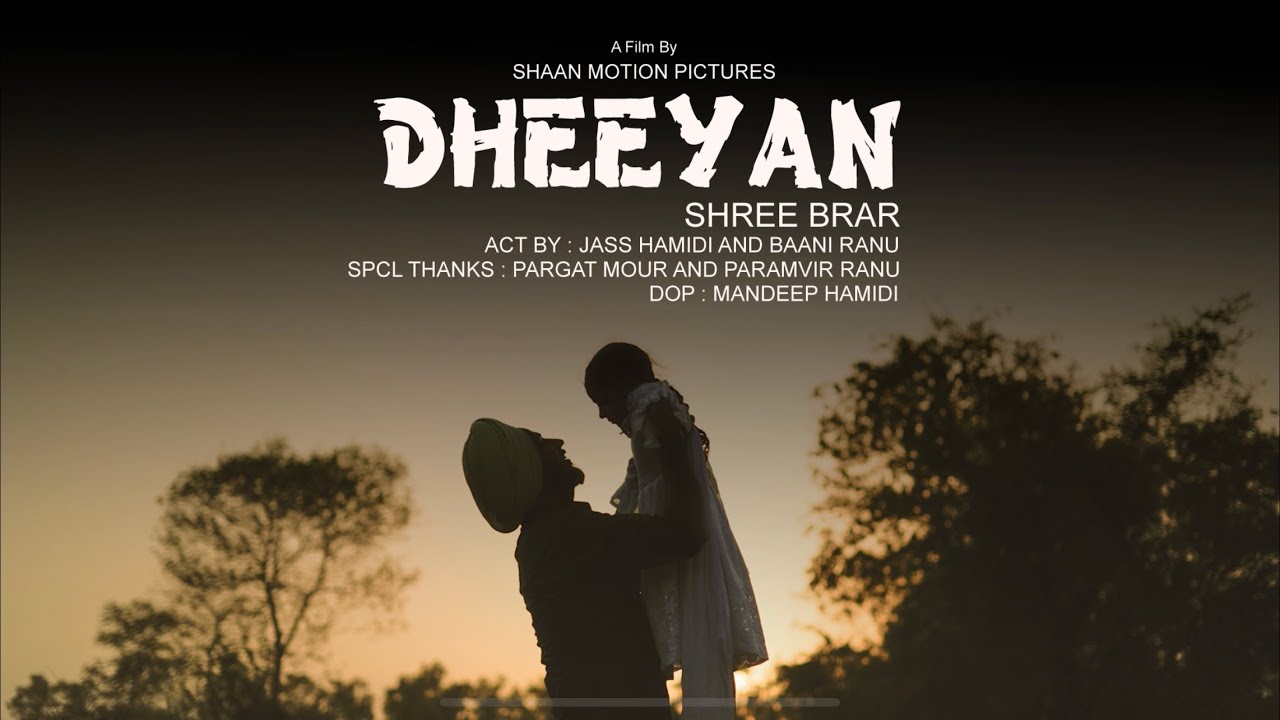 A Film By
SHAAN MOTION PICTURES
DHEEYAN
SHREE BRAR
ACT BY : JASS HAMIDI AND BAANI RANU
SPCL THANKS : PARGAT MOUR AND PARAMVIR RANU
DOP : MANDEEP HAMIDI